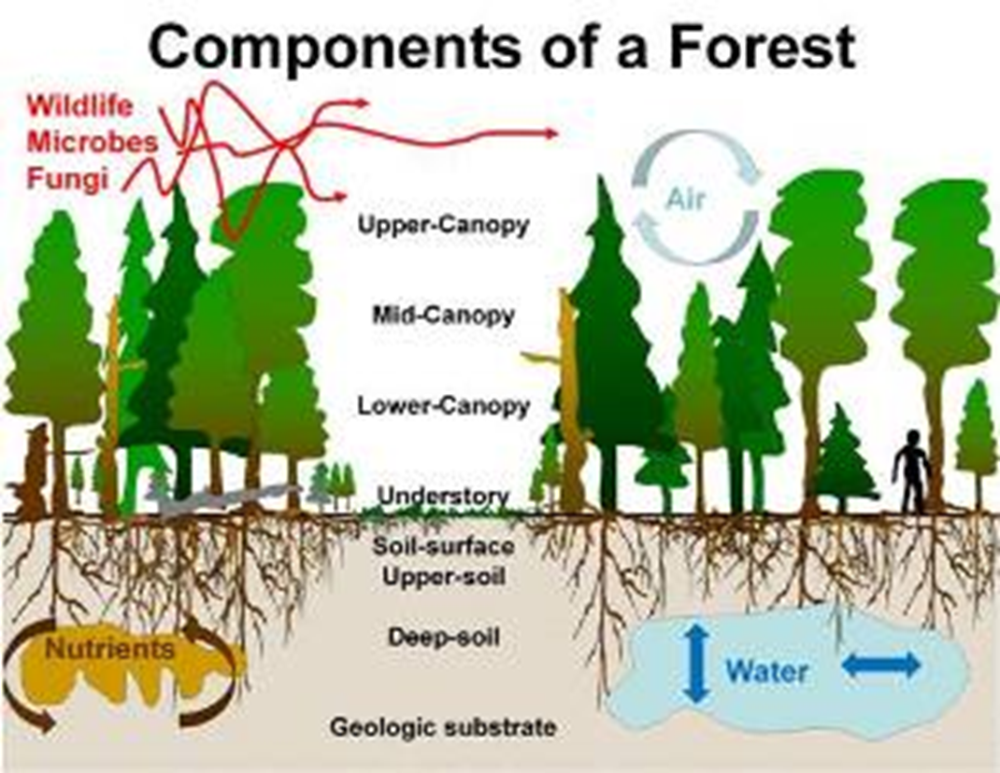 Components of a Forest
Wildlife
Microbes
Fungi
Air
Upper-Canopy
Mid-Canopy
Lower-Canopy
Understory
Soil-surface
Upper-soil
Deep-soil
Nutrients
Water
Geologic substrate